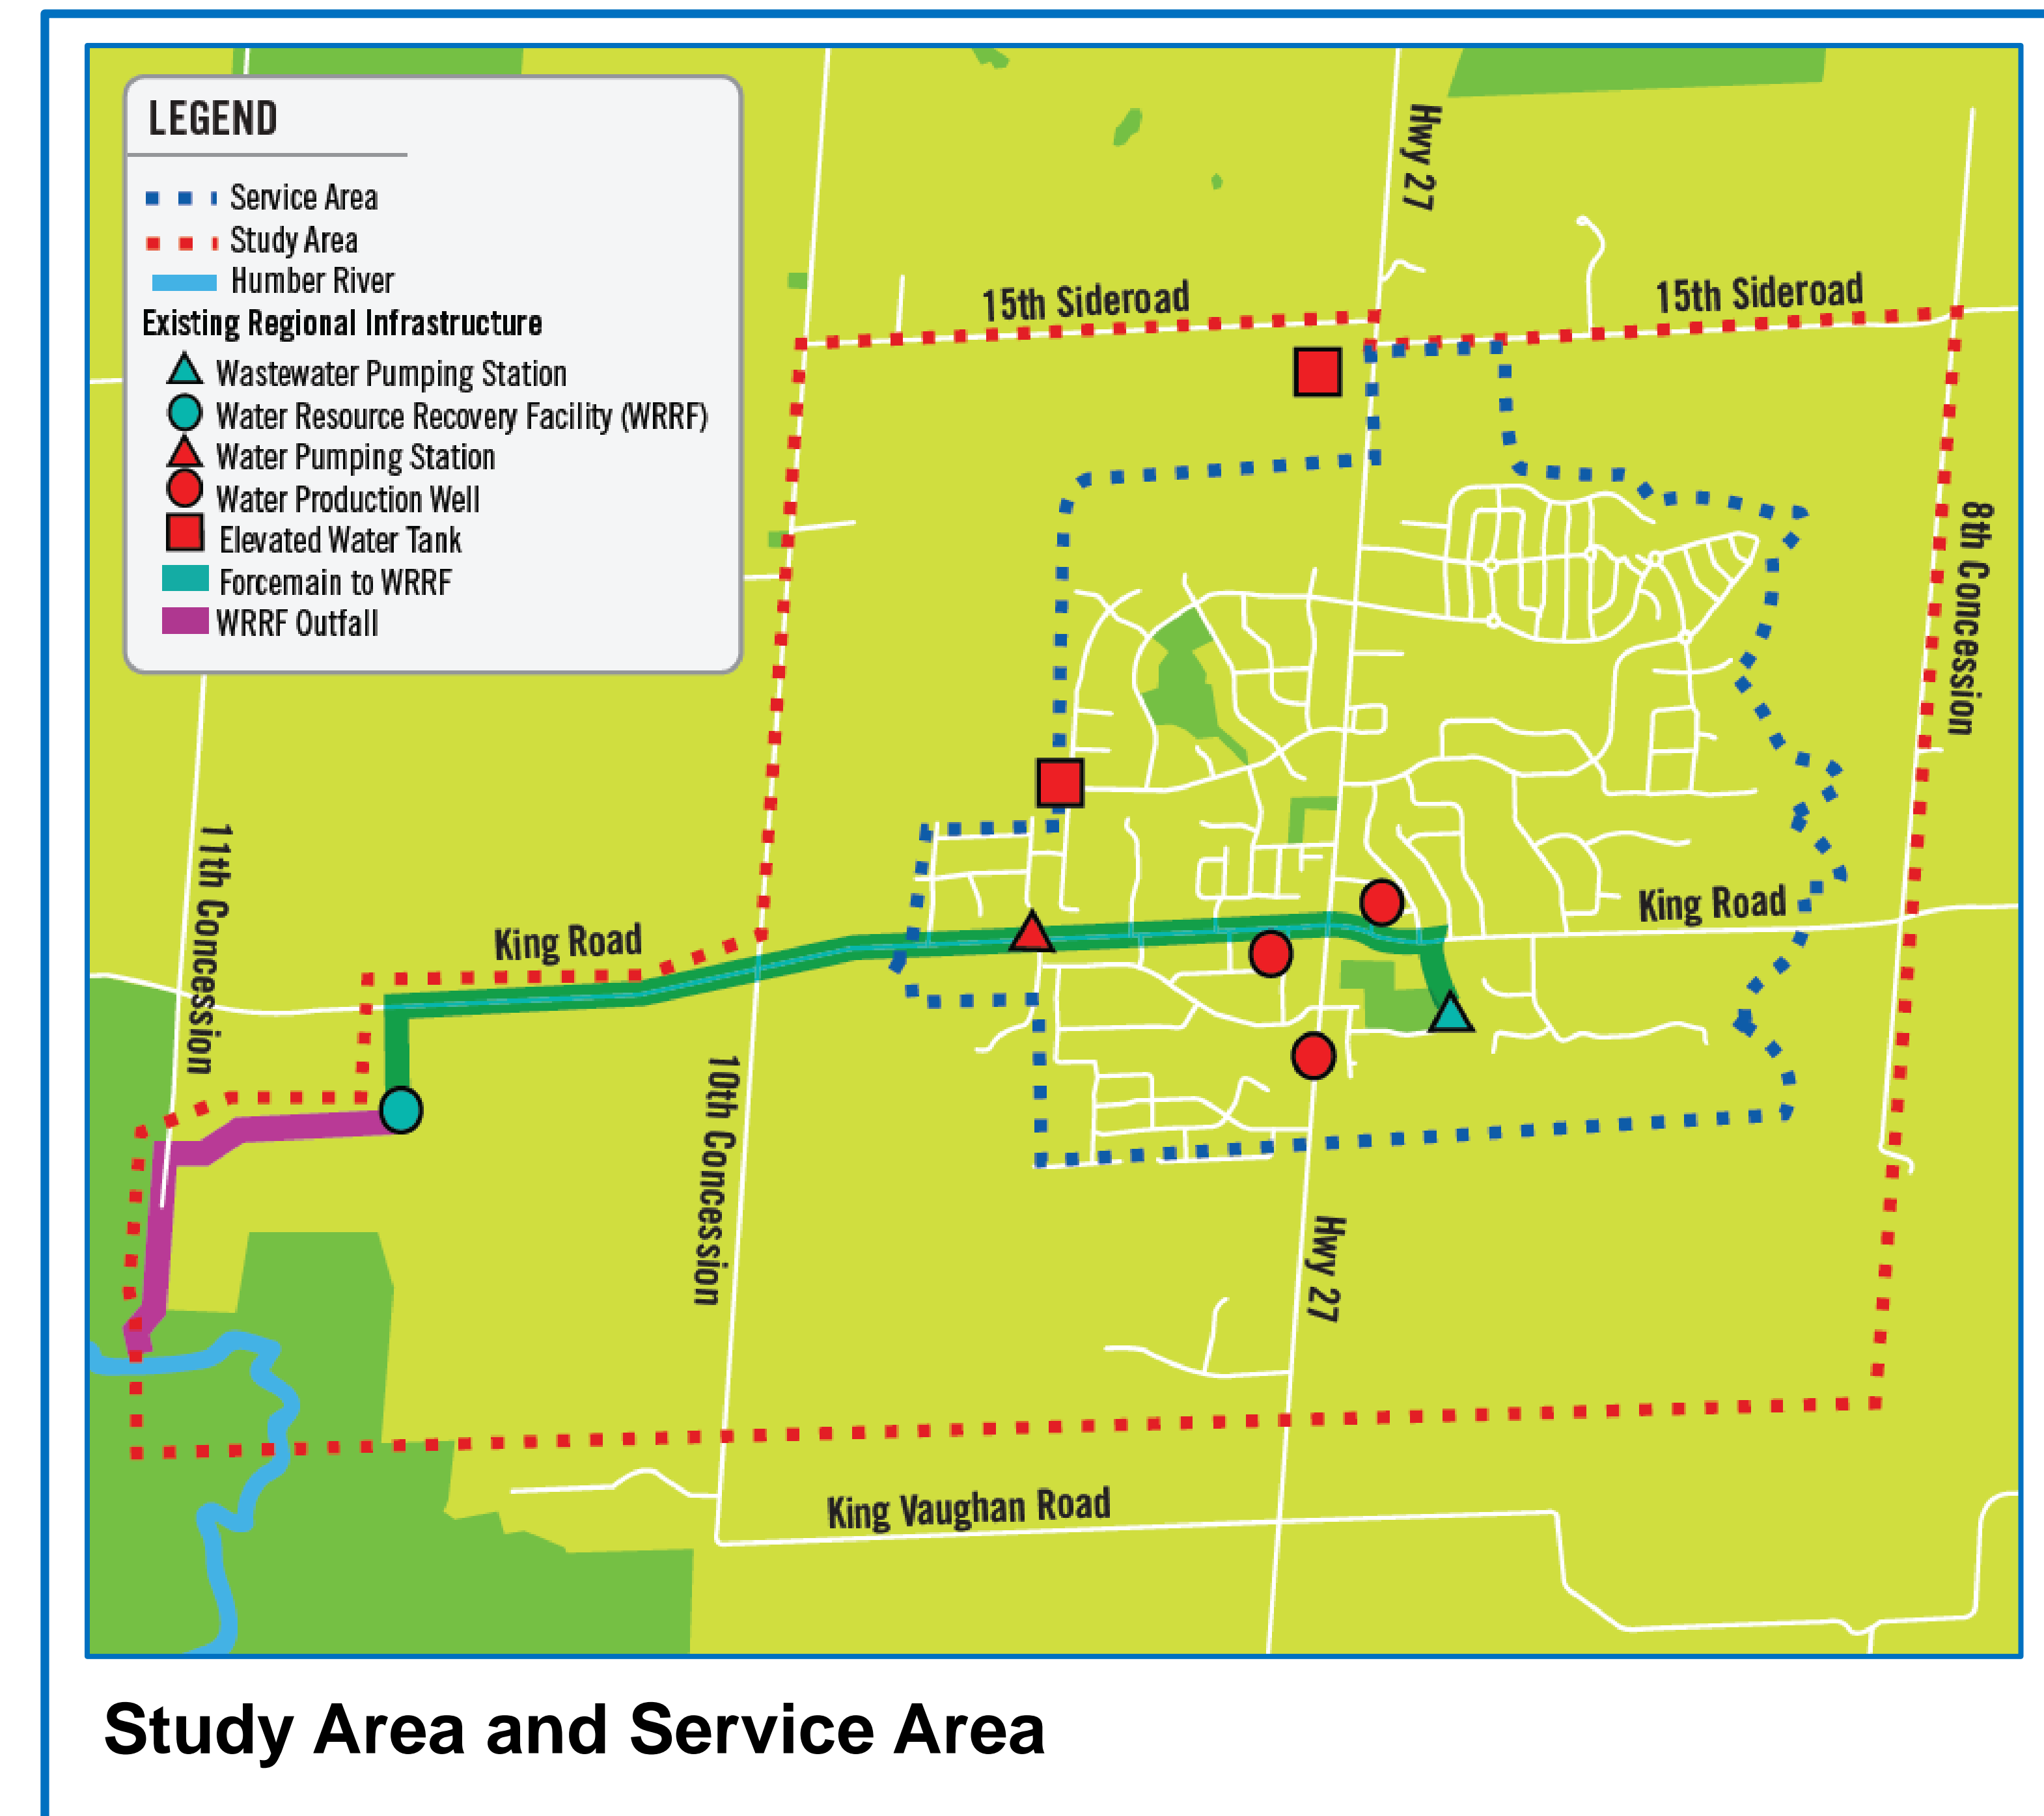 LEGEND
Service Area
Study Area
Humber River
Existing Regional Infrastructure
Wastewater Pumping Station
Water Resource Recovery Facility (WRRF)
Water Pumping Station
Water Production Well
Elevated Water Tank
Forcemain to WRRF
WRRF Outfall
Hwy 27
15th Sideroad
15th Sideroad
8th Concession
11th Concession
King Road
King Road
10th Concession
Hwy 27
King Vaughan Road
Study Area and Service Area